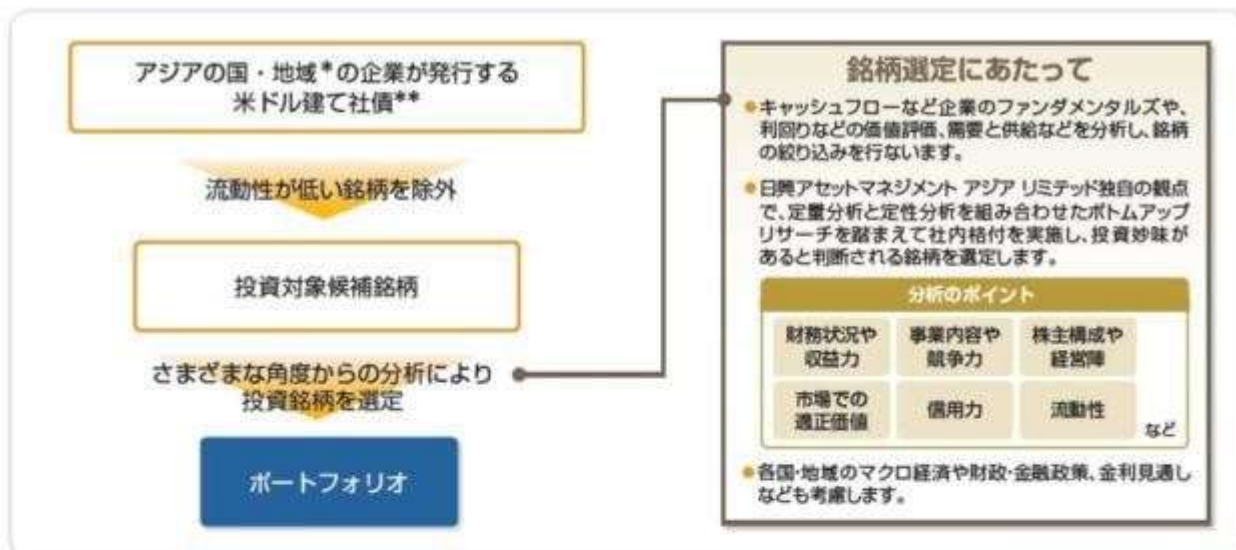 アジアの国・地域*の企業が発行する
米ドル建て社債**
流動性が低い銘柄を除外
投資対象候補銘柄
さまざまな角度からの分析により
投資銘柄を選定
ポートフォリオ
銘柄選定にあたって
●キャッシュフローなど企業のファンダメンタルズや、
利回りなどの価値評価、需要と供給などを分析し、銘柄
の絞り込みを行ないます。
●日興アセットマネジメント アジア リミテッド独自の観点
で、定量分析と定性分析を組み合わせたボトムアップ
リサーチを踏まえて社内格付を実施し、投資妙味が
あると判断される銘柄を選定します。
分析のポイント
財務状況や
収益力
事業内容や
競争力
株主構成や
経営陣
市場での
適正価値
信用力
流動性
など
●各国・地域のマクロ経済や財政・金融政策、金利見通し
なども考慮します。